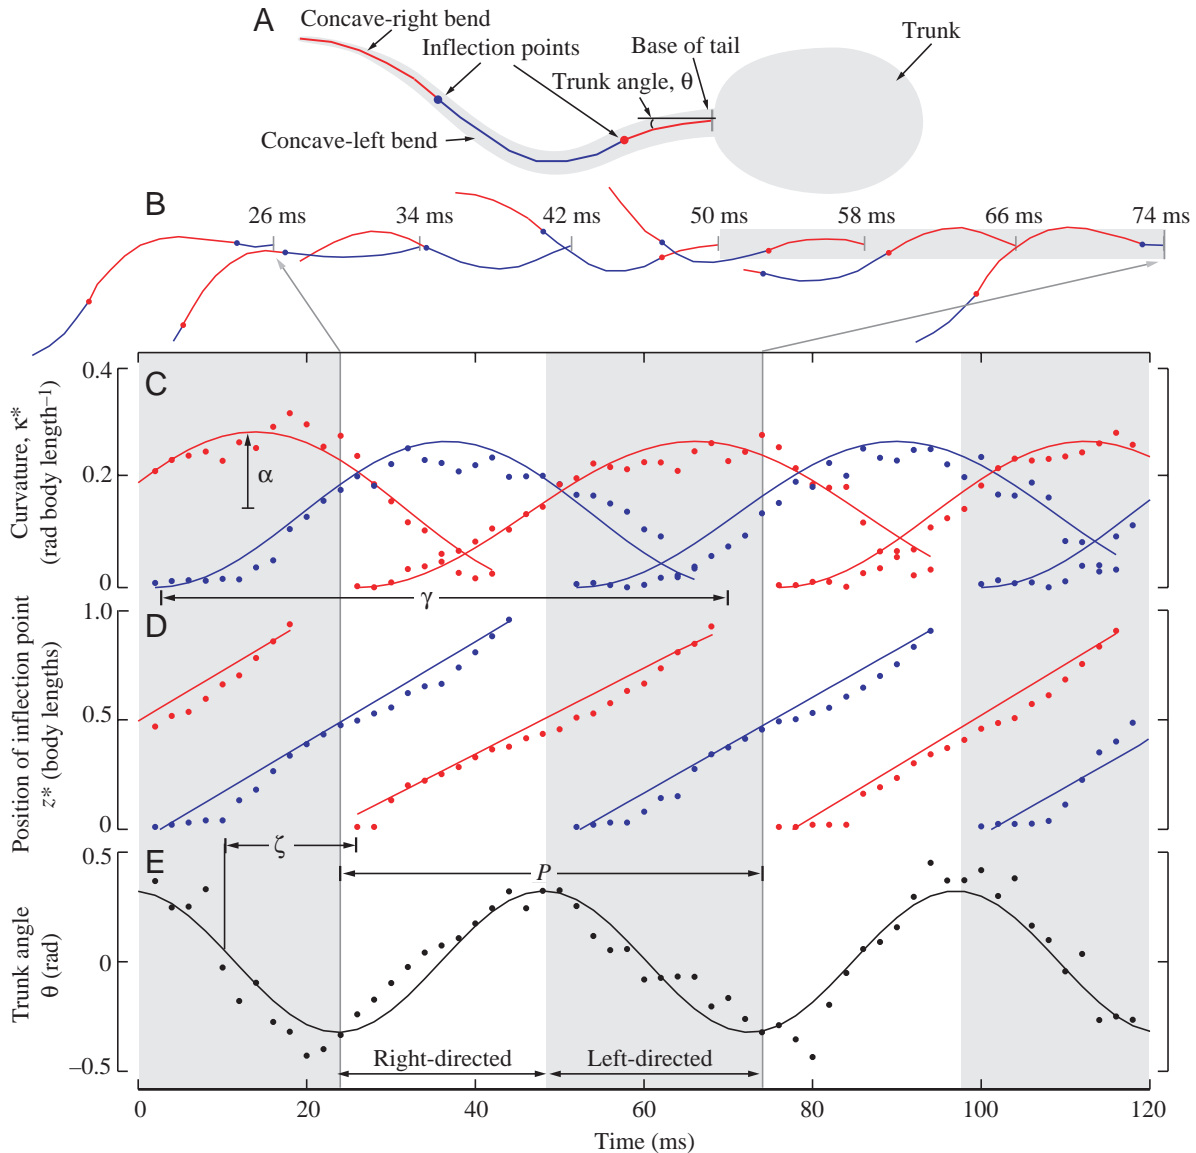 A
Concave-right bend
Inflection points
Base of tail
Trunk
Trunk angle, θ
Concave-left bend
B
26 ms
34 ms
42 ms
50 ms
58 ms
66 ms
74 ms
C
Curvature, κ*
(rad body length⁻¹)
0.4
0.2
0
α
γ
D
Position of inflection point
z* (body lengths)
1.0
0.5
0
ζ
P
E
Trunk angle
θ (rad)
0.5
0
–0.5
Right-directed
Left-directed
0
20
40
60
80
100
120
Time (ms)